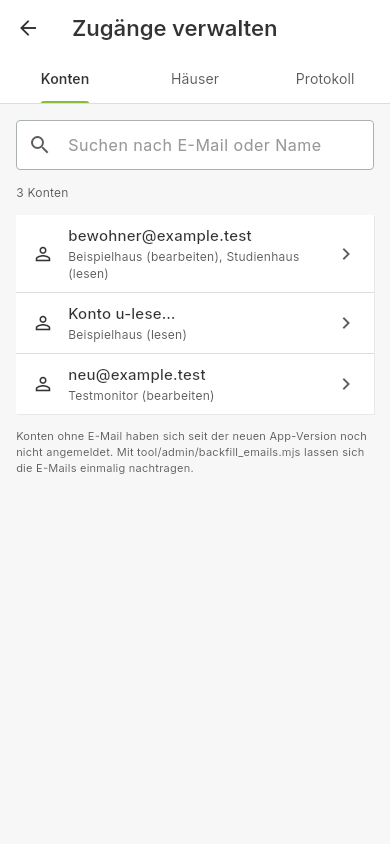 Zugänge verwalten
Konten
Häuser
Protokoll
Suchen nach E-Mail oder Name
3 Konten
bewohner@example.test
Beispielhaus (bearbeiten), Studienhaus
(lesen)
Konto u-lese...
Beispielhaus (lesen)
neu@example.test
Testmonitor (bearbeiten)
Konten ohne E-Mail haben sich seit der neuen App-Version noch
nicht angemeldet. Mit tool/admin/backfill_emails.mjs lassen sich
die E-Mails einmalig nachtragen.